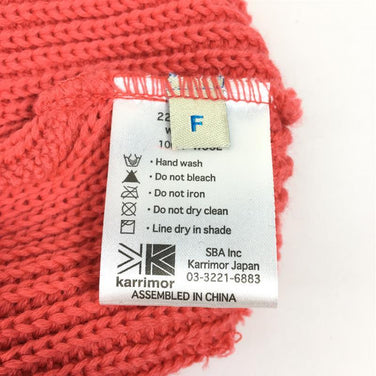 F
22
· Hand wash
· Do not bleach
· Do not iron
· Do not dry clean
· Line dry in shade
SBA Inc
Karrimor Japan
03-3221-6883
karrimor
ASSEMBLED IN CHINA